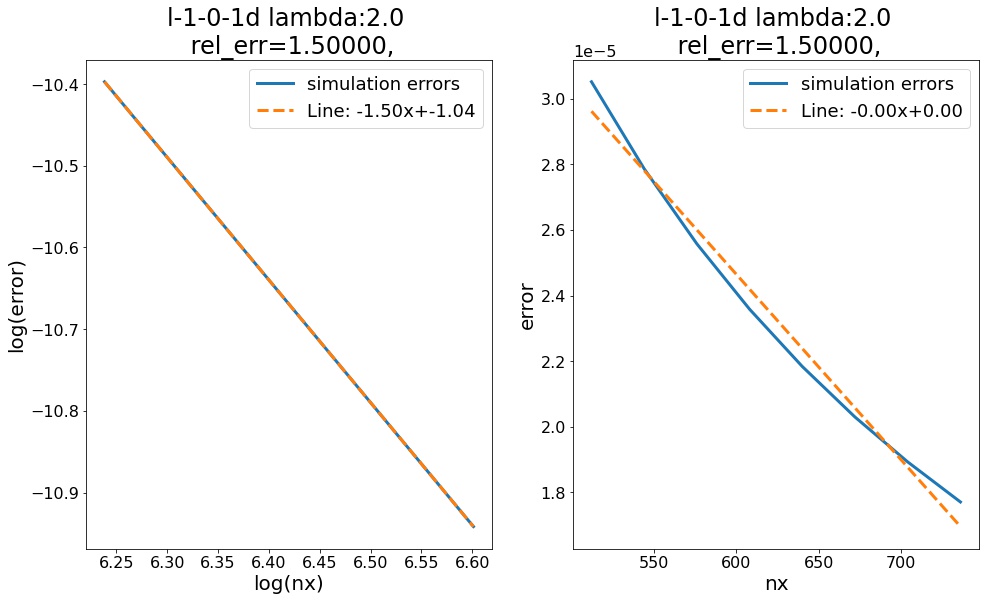 l-1-0-1d lambda:2.0
rel_err=1.50000,
simulation errors
Line: -1.50x+-1.04
−10.4
−10.5
−10.6
−10.7
−10.8
−10.9
log(error)
6.25 6.30 6.35 6.40 6.45 6.50 6.55 6.60
log(nx)
l-1-0-1d lambda:2.0
rel_err=1.50000,
1e−5
simulation errors
Line: -0.00x+0.00
3.0
2.8
2.6
2.4
2.2
2.0
1.8
error
550 600 650 700
nx